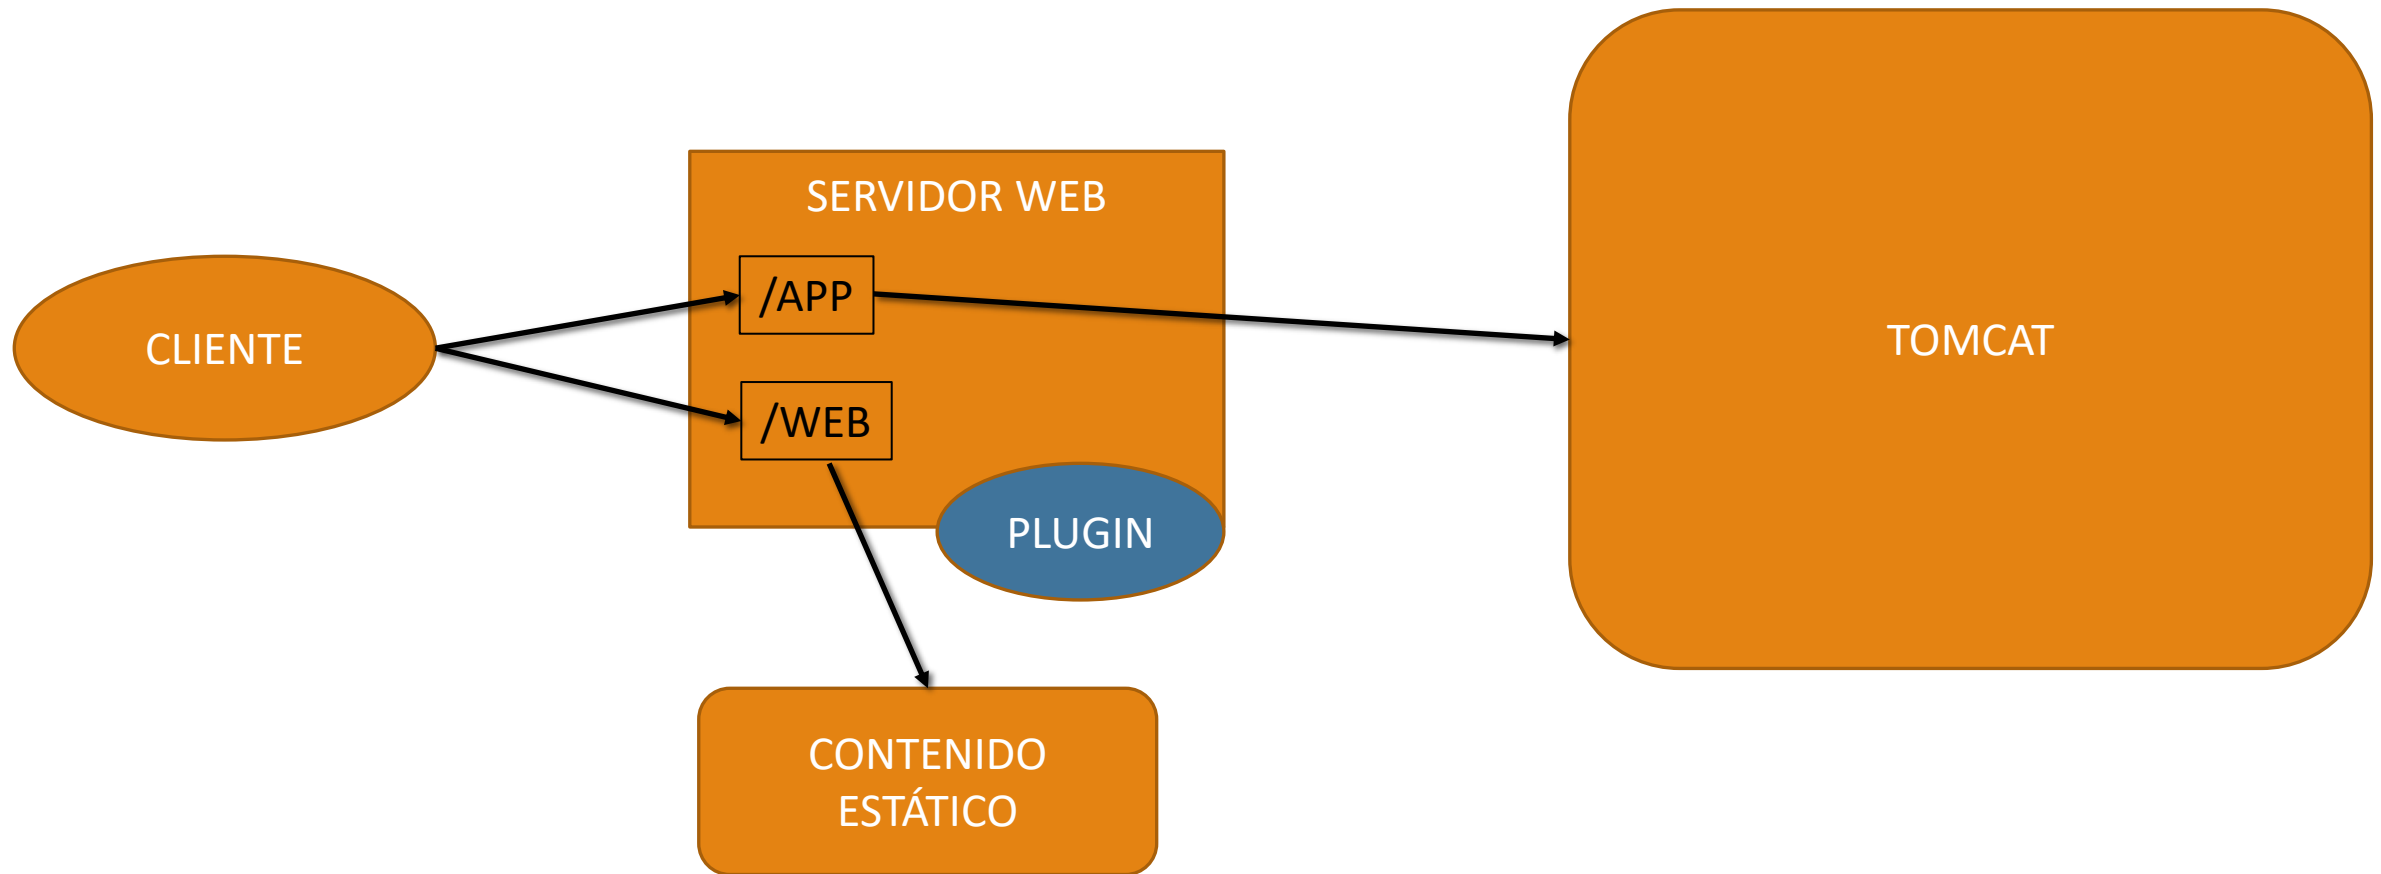 SERVIDOR WEB
/APP
CLIENTE
TOMCAT
/WEB
PLUGIN
CONTENIDO
ESTÁTICO